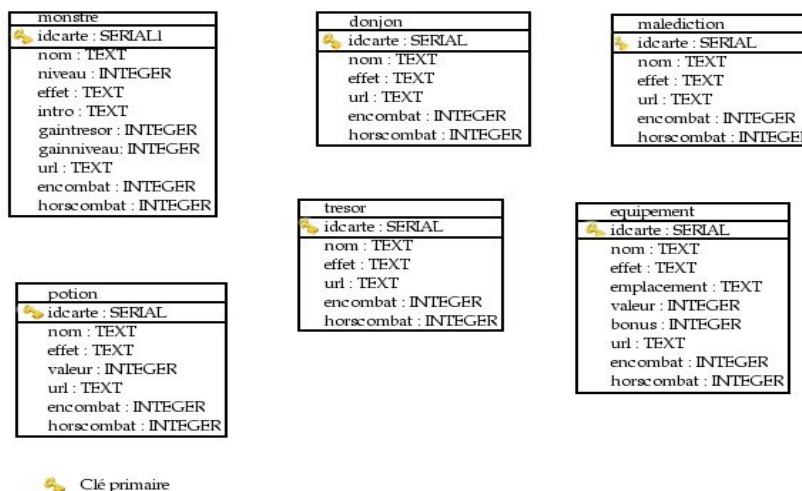 monstre
idcarte : SERIAL1
nom : TEXT
niveau : INTEGER
effet : TEXT
intro : TEXT
gaintresor : INTEGER
gainniveau: INTEGER
url : TEXT
encombat : INTEGER
horscombat : INTEGER
donjon
idcarte : SERIAL
nom : TEXT
effet : TEXT
url : TEXT
encombat : INTEGER
horscombat : INTEGER
malediction
idcarte : SERIAL
nom : TEXT
effet : TEXT
url : TEXT
encombat : INTEGER
horscombat : INTEGER
tresor
idcarte : SERIAL
nom : TEXT
effet : TEXT
url : TEXT
encombat : INTEGER
horscombat : INTEGER
equipement
idcarte : SERIAL
nom : TEXT
effet : TEXT
emplacement : TEXT
valeur : INTEGER
bonus : INTEGER
url : TEXT
encombat : INTEGER
horscombat : INTEGER
potion
idcarte : SERIAL
nom : TEXT
effet : TEXT
valeur : INTEGER
url : TEXT
encombat : INTEGER
horscombat : INTEGER
Clé primaire